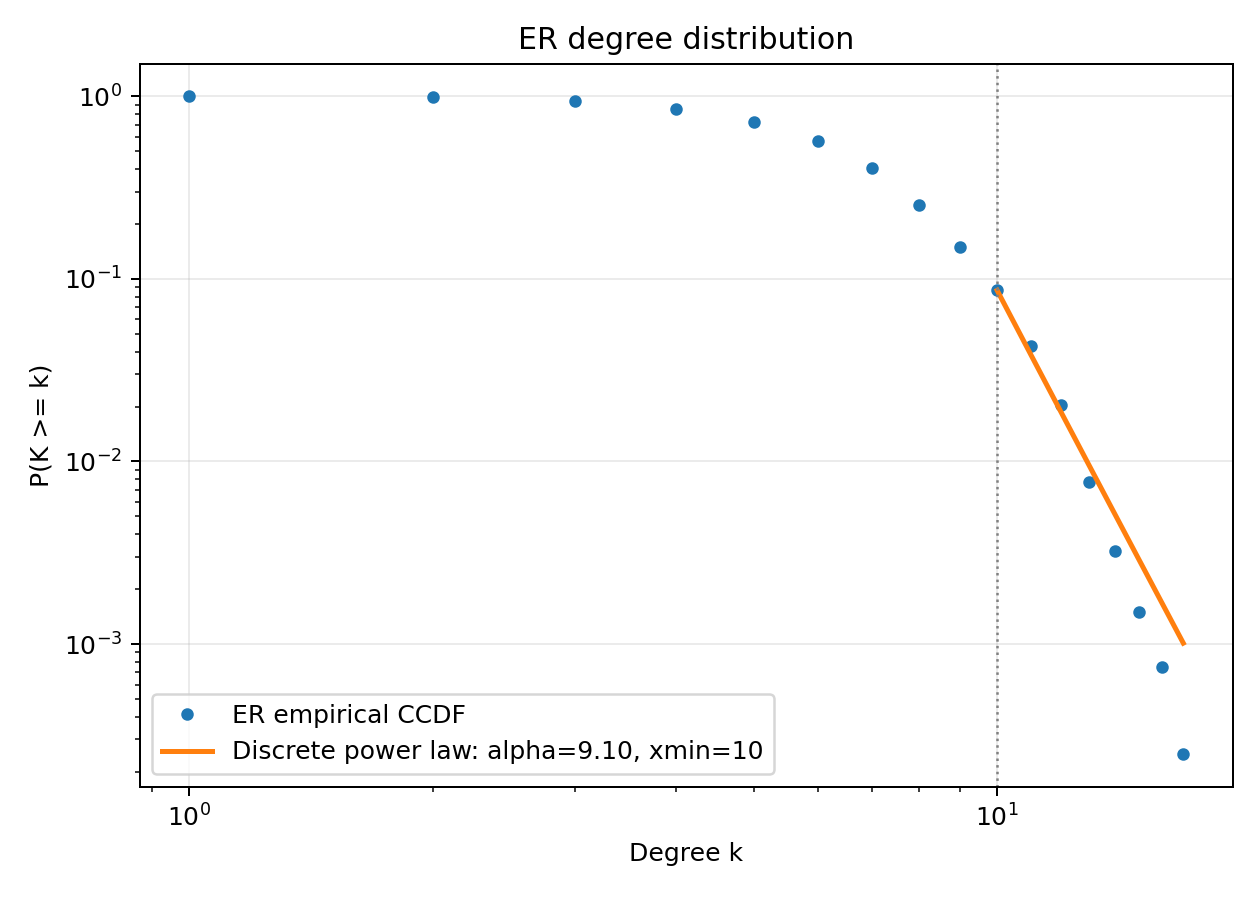 ER degree distribution
P(K >= k)
10⁰
10⁻¹
10⁻²
10⁻³
ER empirical CCDF
Discrete power law: alpha=9.10, xmin=10
10⁰
10¹
Degree k